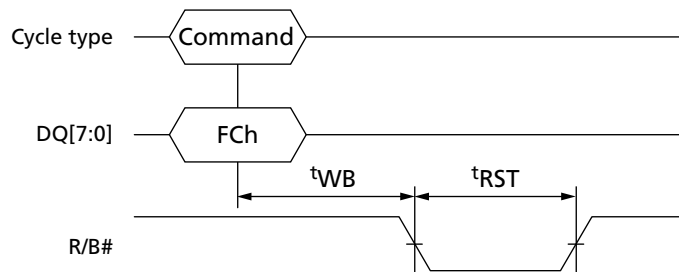 Cycle type
Command
DQ[7:0]
FCh
tWB
tRST
R/B#